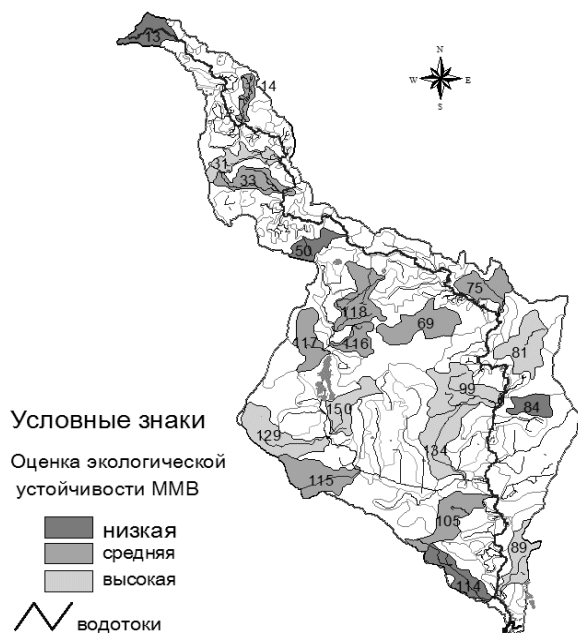 13
N
W
E
S
14
31
33
50
75
118
69
117
116
81
99
84
150
129
134
115
105
89
114
Условные знаки
Оценка экологической
устойчивости ММВ
низкая
средняя
высокая
водотоки